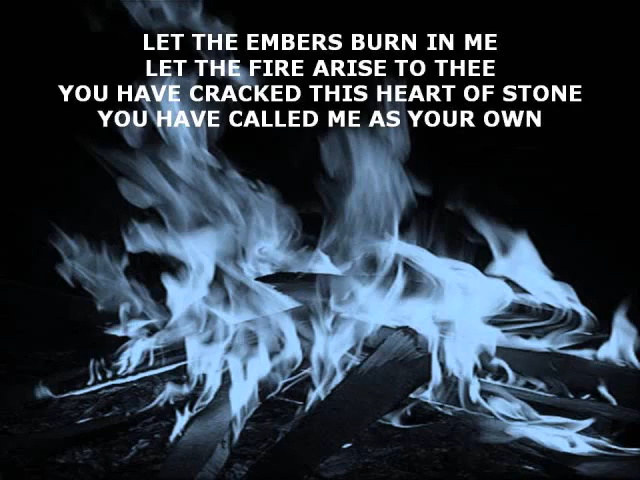 LET THE EMBERS BURN IN ME
LET THE FIRE ARISE TO THEE
YOU HAVE CRACKED THIS HEART OF STONE
YOU HAVE CALLED ME AS YOUR OWN